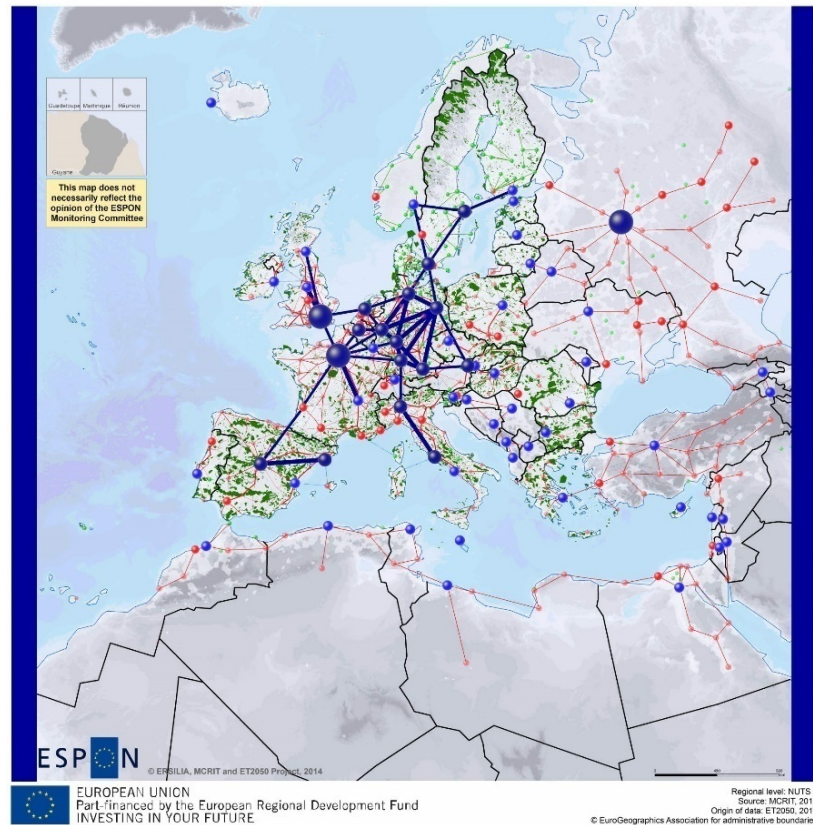 Guadeloupe Martinique Réunion
Guyane
This map does not
necessarily reflect the
opinion of the ESPON
Monitoring Committee
ESPON
© ERSILIA, MCRIT and ET2050 Project, 2014
EUROPEAN UNION
Part-financed by the European Regional Development Fund
INVESTING IN YOUR FUTURE
Regional level: NUTS
Source: MCRIT, 201
Origin of data: ET2050, 201
© EuroGeographics Association for administrative boundarie